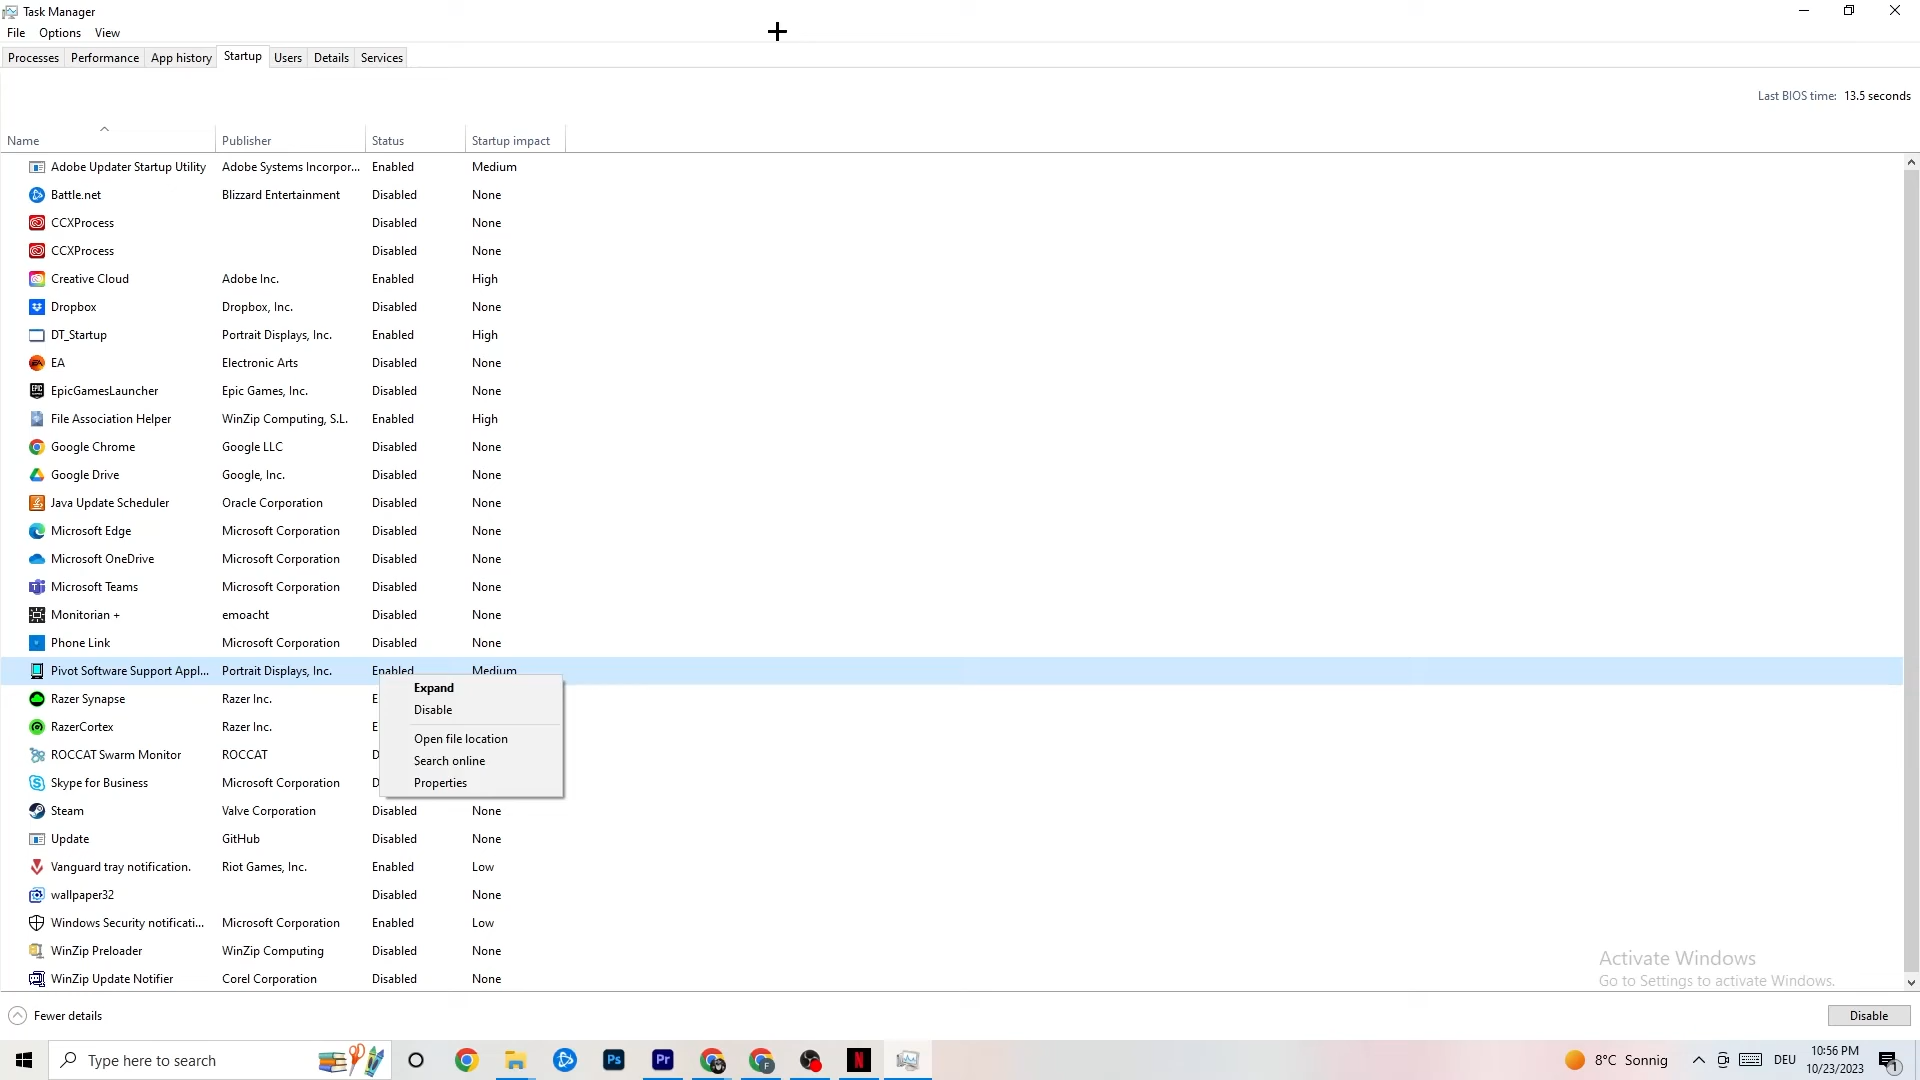 Task Manager
File Options View
Processes Performance App history Startup Users Details Services
Last BIOS time: 13.5 seconds
Name Publisher Status Startup impact
Adobe Updater Startup Utility Adobe Systems Incorpor... Enabled Medium
Battle.net Blizzard Entertainment Disabled None
CCXProcess Disabled None
CCXProcess Disabled None
Creative Cloud Adobe Inc. Enabled High
Dropbox Dropbox, Inc. Disabled None
DT_Startup Portrait Displays, Inc. Enabled High
EA Electronic Arts Disabled None
EpicGamesLauncher Epic Games, Inc. Disabled None
File Association Helper WinZip Computing, S.L. Enabled High
Google Chrome Google LLC Disabled None
Google Drive Google, Inc. Disabled None
Java Update Scheduler Oracle Corporation Disabled None
Microsoft Edge Microsoft Corporation Disabled None
Microsoft OneDrive Microsoft Corporation Disabled None
Microsoft Teams Microsoft Corporation Disabled None
Monitorian + emoacht Disabled None
Phone Link Microsoft Corporation Disabled None
Pivot Software Support Appl... Portrait Displays, Inc. Enabled Medium
Expand
Razer Synapse Razer Inc. E
Disable
RazerCortex Razer Inc. E
Open file location
ROCCAT Swarm Monitor ROCCAT D
Search online
Skype for Business Microsoft Corporation D
Properties
Steam Valve Corporation Disabled None
Update GitHub Disabled None
Vanguard tray notification. Riot Games, Inc. Enabled Low
wallpaper32 Disabled None
Windows Security notificati... Microsoft Corporation Enabled Low
WinZip Preloader WinZip Computing Disabled None
WinZip Update Notifier Corel Corporation Disabled None
Activate Windows
Go to Settings to activate Windows.
Fewer details Disable
Type here to search Ps Pr F N 8°C Sonnig DEU 10:56 PM
10/23/2023 1